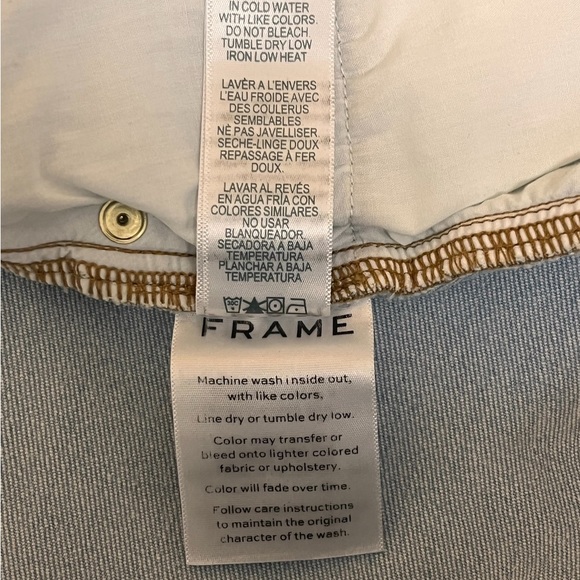 IN COLD WATER
WITH LIKE COLORS.
DO NOT BLEACH.
TUMBLE DRY LOW
IRON LOW HEAT
LAVÈR A L'ENVERS
L'EAU FROIDE AVEC
DES COULERUS
SEMBLABLES
NÉ PAS JAVELLISER.
SECHE-LINGE DOUX
REPASSAGE À FER
DOUX.
LAVAR AL REVÉS
EN AGUA FRÍA CON
COLORES SIMILARES.
NO USAR
BLANQUEADOR.
SECADORA A BAJA
TEMPERATURA
PLANCHAR A BAJA
TEMPERATURA.
FRAME
Machine wash inside out,
with like colors,
Line dry or tumble dry low.
Color may transfer or
bleed onto lighter colored
fabric or upholstery.
Color will fade over time.
Follow care instructions
to maintain the original
character of the wash.